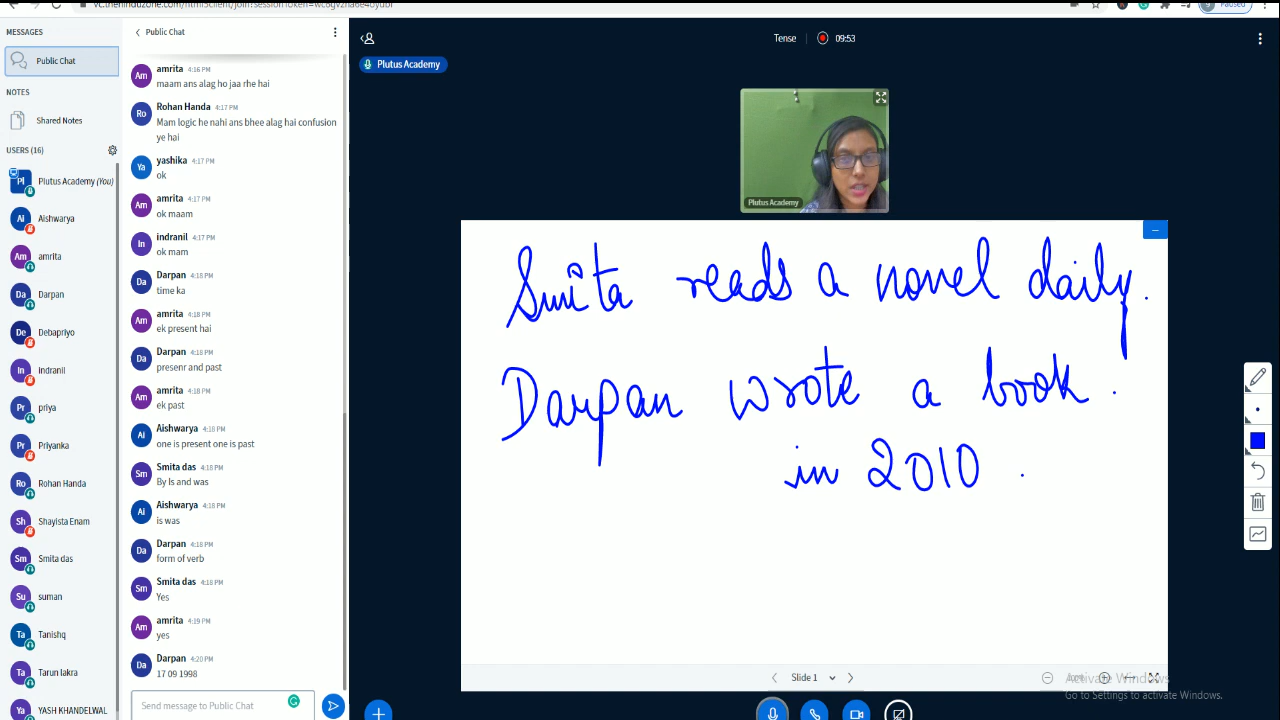 vc.thehinduzone.com/html5client/join?sessionToken=
Paused
MESSAGES
Public Chat
NOTES
Shared Notes
USERS (16)
Plutus Academy (You)
Aishwarya
amrita
Darpan
Debapriyo
indranil
priya
Priyanka
Rohan Handa
Shayista Enam
Smita das
suman
Tanishq
Tarun lakra
YASH KHANDELWAL
Public Chat
amrita 4:16 PM
maam ans alag ho jaa rhe hai
Rohan Handa 4:17 PM
Mam logic he nahi ans bhee alag hai confusion
ye hai
yashika 4:17 PM
ok
amrita 4:17 PM
ok maam
indranil 4:17 PM
ok mam
Darpan 4:18 PM
time ka
amrita 4:18 PM
ek present hai
Darpan 4:18 PM
presenr and past
amrita 4:18 PM
ek past
Aishwarya 4:18 PM
one is present one is past
Smita das 4:18 PM
By Is and was
Aishwarya 4:18 PM
is was
Darpan 4:18 PM
form of verb
Smita das 4:18 PM
Yes
amrita 4:19 PM
yes
Darpan 4:20 PM
17 09 1998
Send message to Public Chat
Tense 09:53
Plutus Academy
Plutus Academy
Smita reads a novel daily.
Darpan wrote a book.
in 2010.
Slide 1
Activate Windows
Go to Settings to activate Windows.